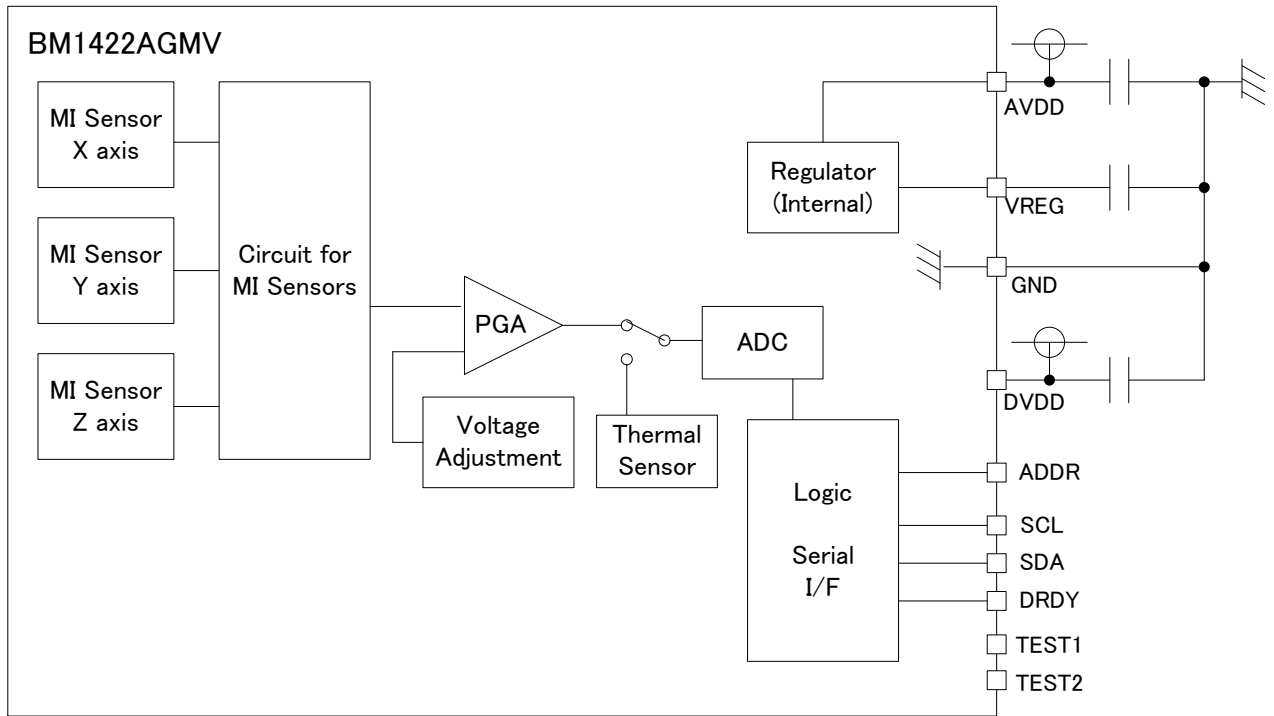 BM1422AGMV
MI Sensor
X axis
MI Sensor
Y axis
MI Sensor
Z axis
Circuit for
MI Sensors
PGA
Voltage
Adjustment
Thermal
Sensor
ADC
Regulator
(Internal)
Logic
Serial
I/F
AVDD
VREG
GND
DVDD
ADDR
SCL
SDA
DRDY
TEST1
TEST2